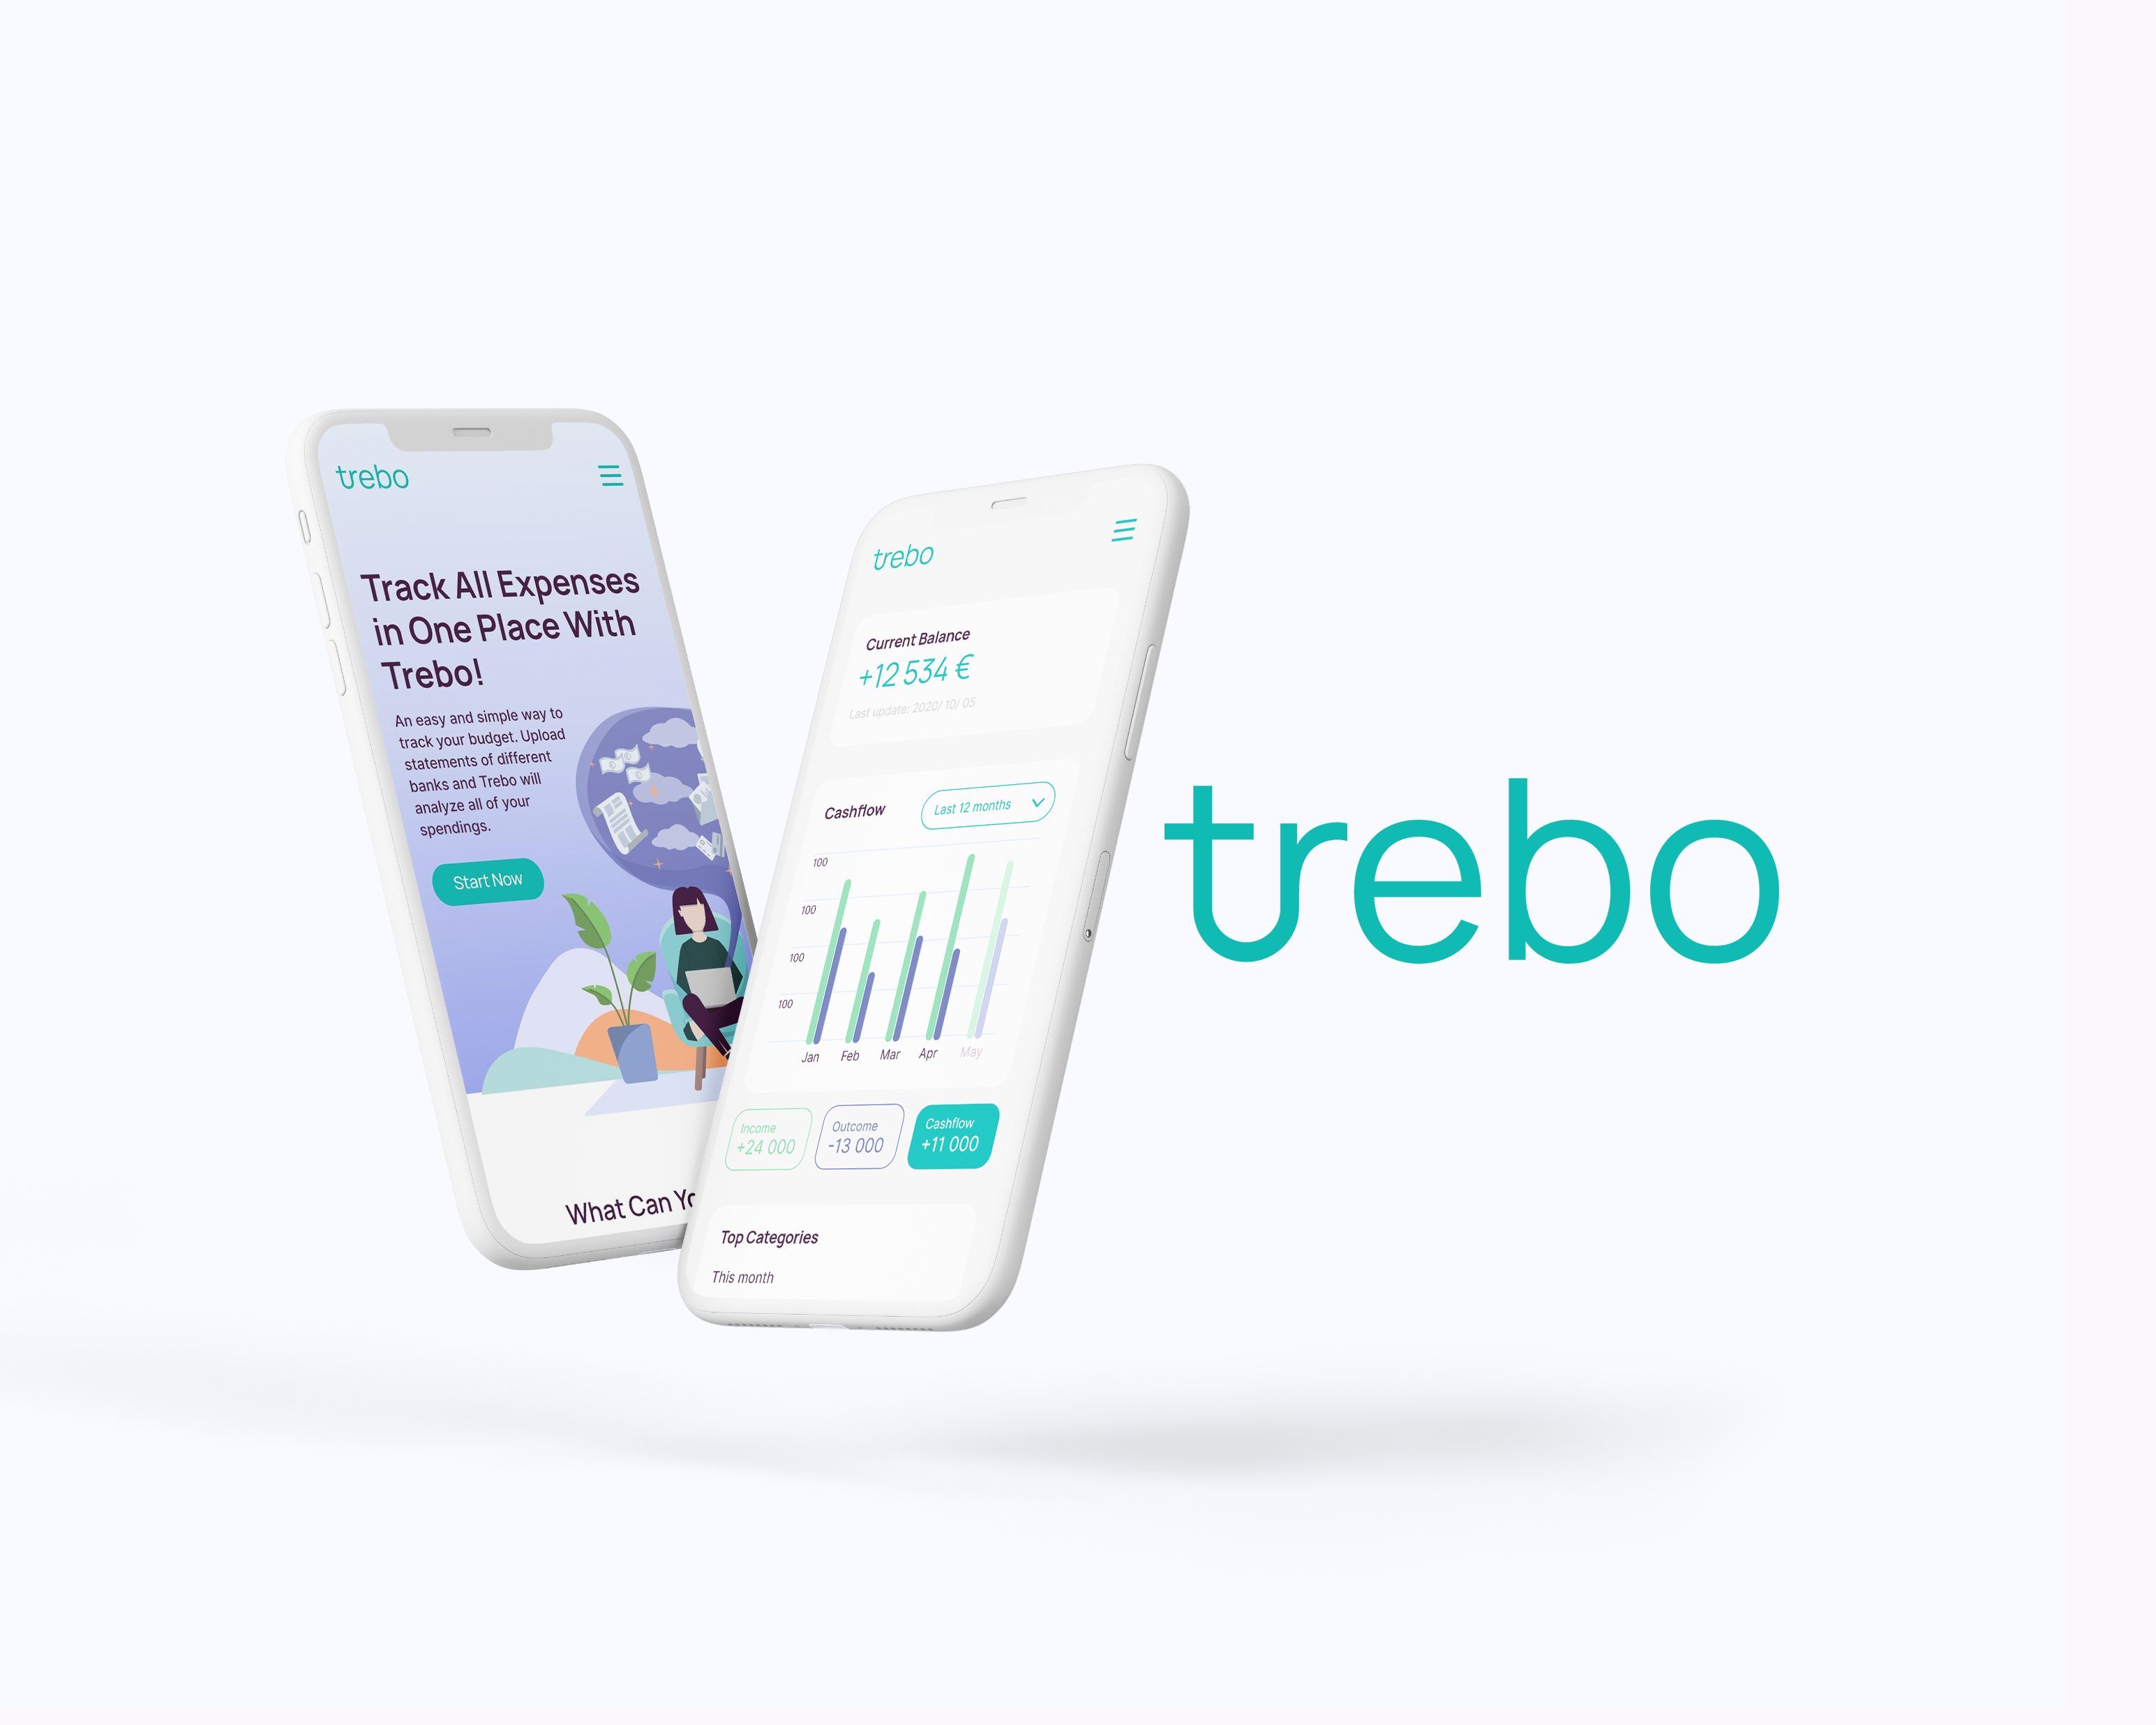 trebo
Track All Expenses
in One Place With
Trebo!
An easy and simple way to
track your budget. Upload
statements of different
banks and Trebo will
analyze all of your
spendings.
Start Now
What Can
trebo
Current Balance
+12 534 €
Last update: 2020/ 10/ 05
Cashflow
Last 12 months
100
100
100
100
Jan Feb Mar Apr May
Income
+24 000
Outcome
-13 000
Cashflow
+11 000
Top Categories
This month
trebo